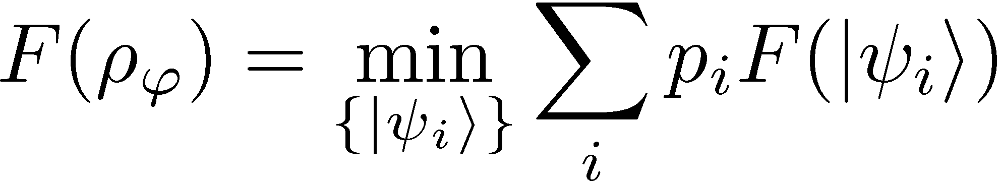 F(ρ_φ) = min_{{|ψ_i⟩}} ∑_i p_i F(|ψ_i⟩)